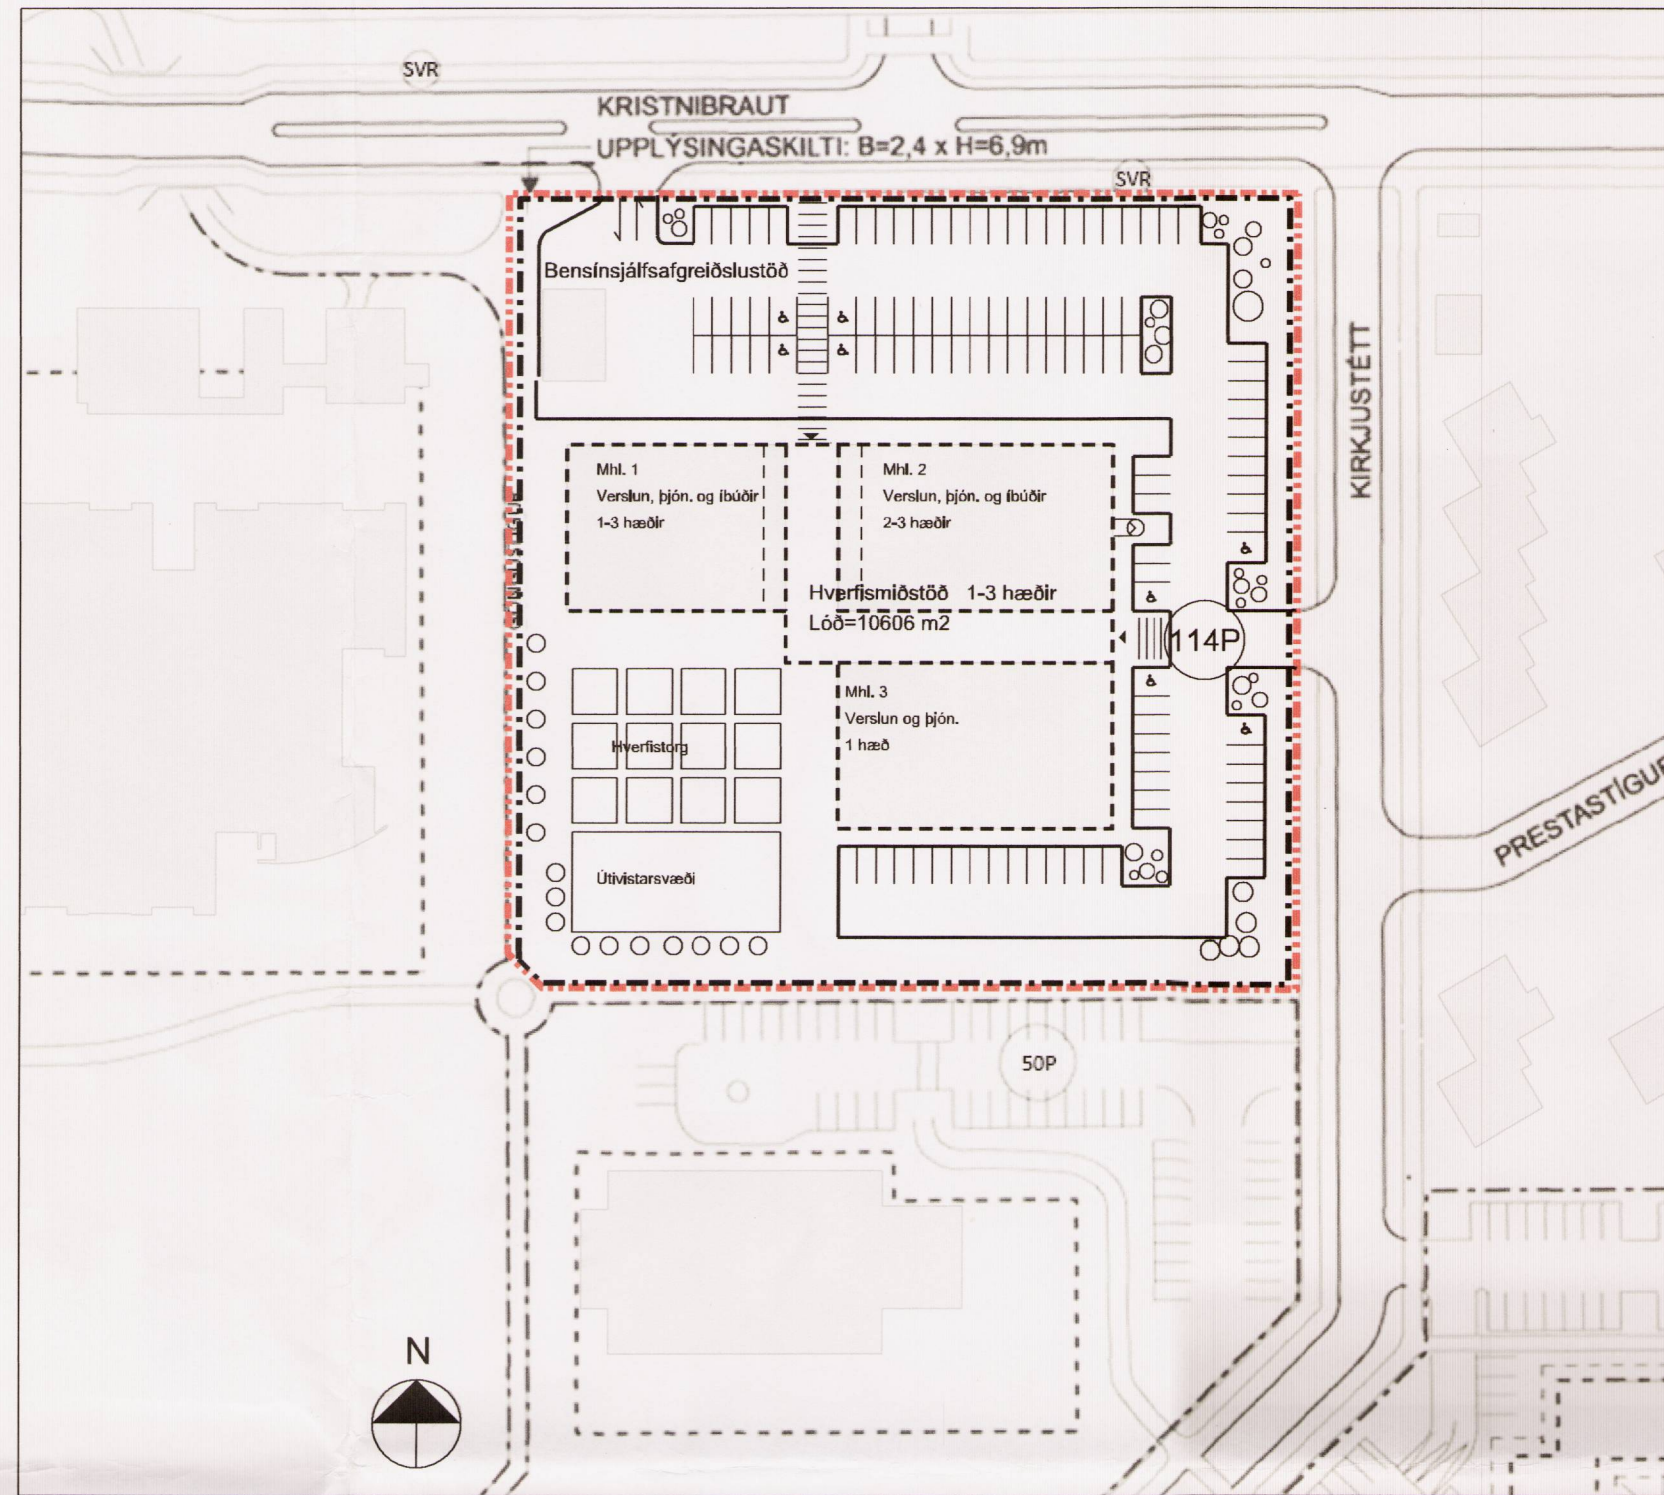 SVR
KRISTNIBRAUT
UPPLÝSINGASKILTI: B=2,4 x H=6,9m
SVR
Bensínsjálfsafgreiðslustöð
KIRKJUSTÉTT
Mhl. 1
Verslun, þjón. og íbúðir
1-3 hæðir
Mhl. 2
Verslun, þjón. og íbúðir
2-3 hæðir
Hverfismiðstöð 1-3 hæðir
Lóð=10606 m2
114P
Mhl. 3
Verslun og þjón.
1 hæð
Hverfistorg
PRESTASTÍGUR
Útivistarsvæði
50P
N